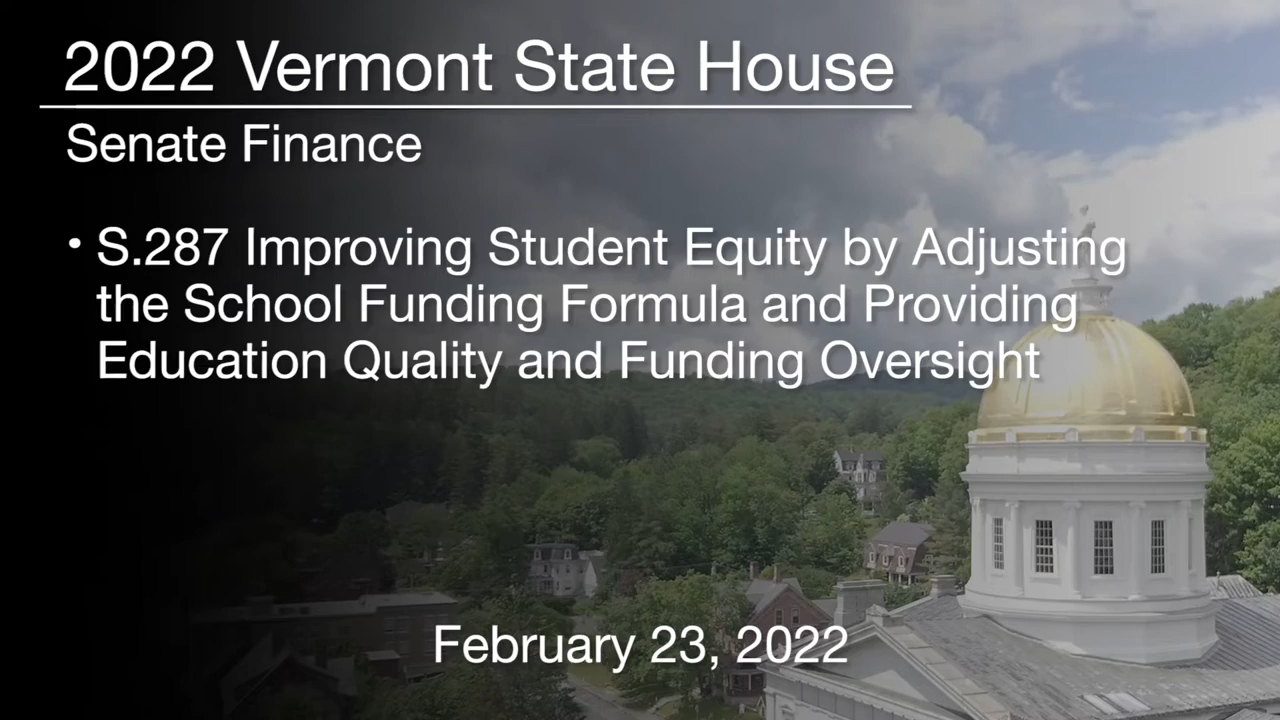 2022 Vermont State House
Senate Finance
• S.287 Improving Student Equity by Adjusting
the School Funding Formula and Providing
Education Quality and Funding Oversight
February 23, 2022